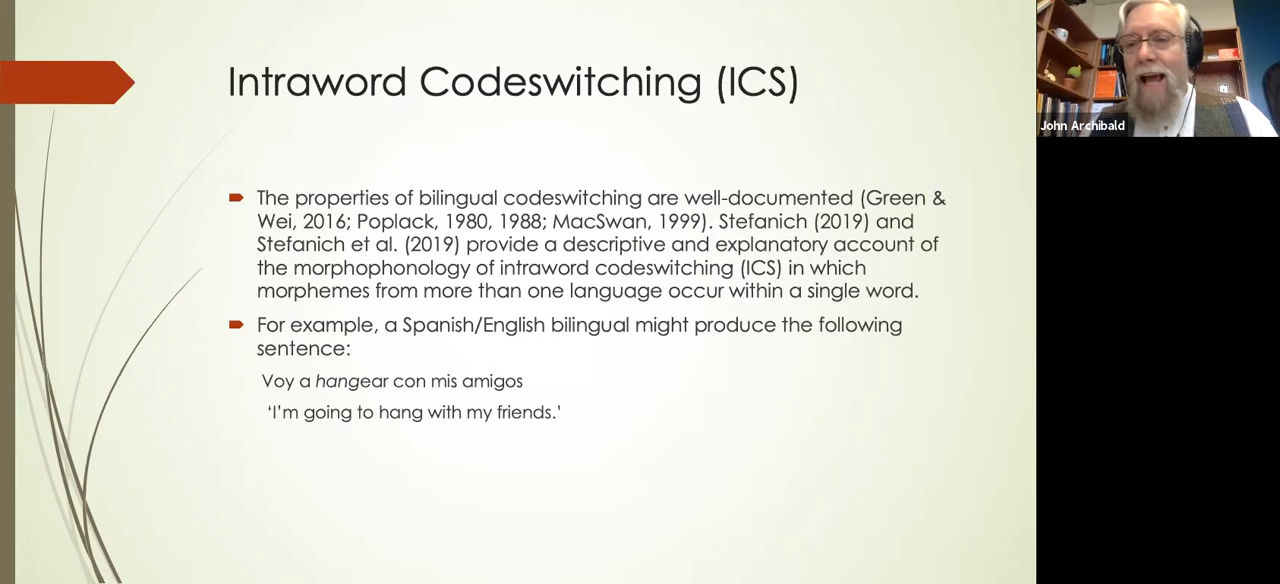 Intraword Codeswitching (ICS)
The properties of bilingual codeswitching are well-documented (Green &
Wei, 2016; Poplack, 1980, 1988; MacSwan, 1999). Stefanich (2019) and
Stefanich et al. (2019) provide a descriptive and explanatory account of
the morphophonology of intraword codeswitching (ICS) in which
morphemes from more than one language occur within a single word.
For example, a Spanish/English bilingual might produce the following
sentence:
Voy a hangear con mis amigos
‘I’m going to hang with my friends.’
John Archibald